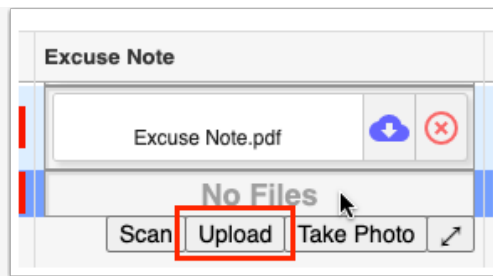 Excuse Note
Excuse Note.pdf
No Files
Scan Upload Take Photo